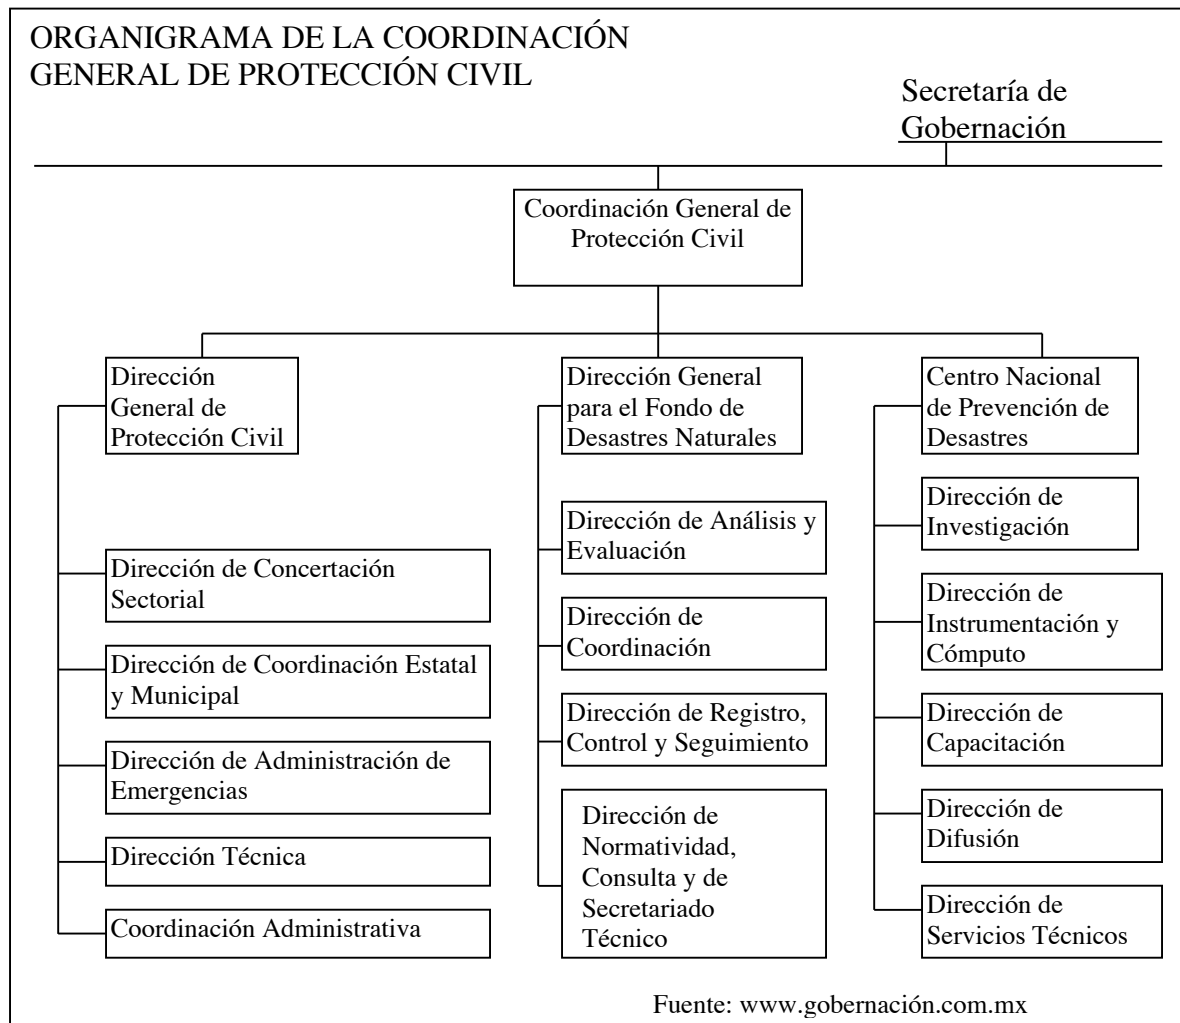 ORGANIGRAMA DE LA COORDINACIÓN
GENERAL DE PROTECCIÓN CIVIL
Secretaría de
Gobernación
Coordinación General de
Protección Civil
Dirección
General de
Protección Civil
Dirección de Concertación
Sectorial
Dirección de Coordinación Estatal
y Municipal
Dirección de Administración de
Emergencias
Dirección Técnica
Coordinación Administrativa
Dirección General
para el Fondo de
Desastres Naturales
Dirección de Análisis y
Evaluación
Dirección de
Coordinación
Dirección de Registro,
Control y Seguimiento
Dirección de
Normatividad,
Consulta y de
Secretariado
Técnico
Centro Nacional
de Prevención de
Desastres
Dirección de
Investigación
Dirección de
Instrumentación y
Cómputo
Dirección de
Capacitación
Dirección de
Difusión
Dirección de
Servicios Técnicos
Fuente: www.gobernación.com.mx